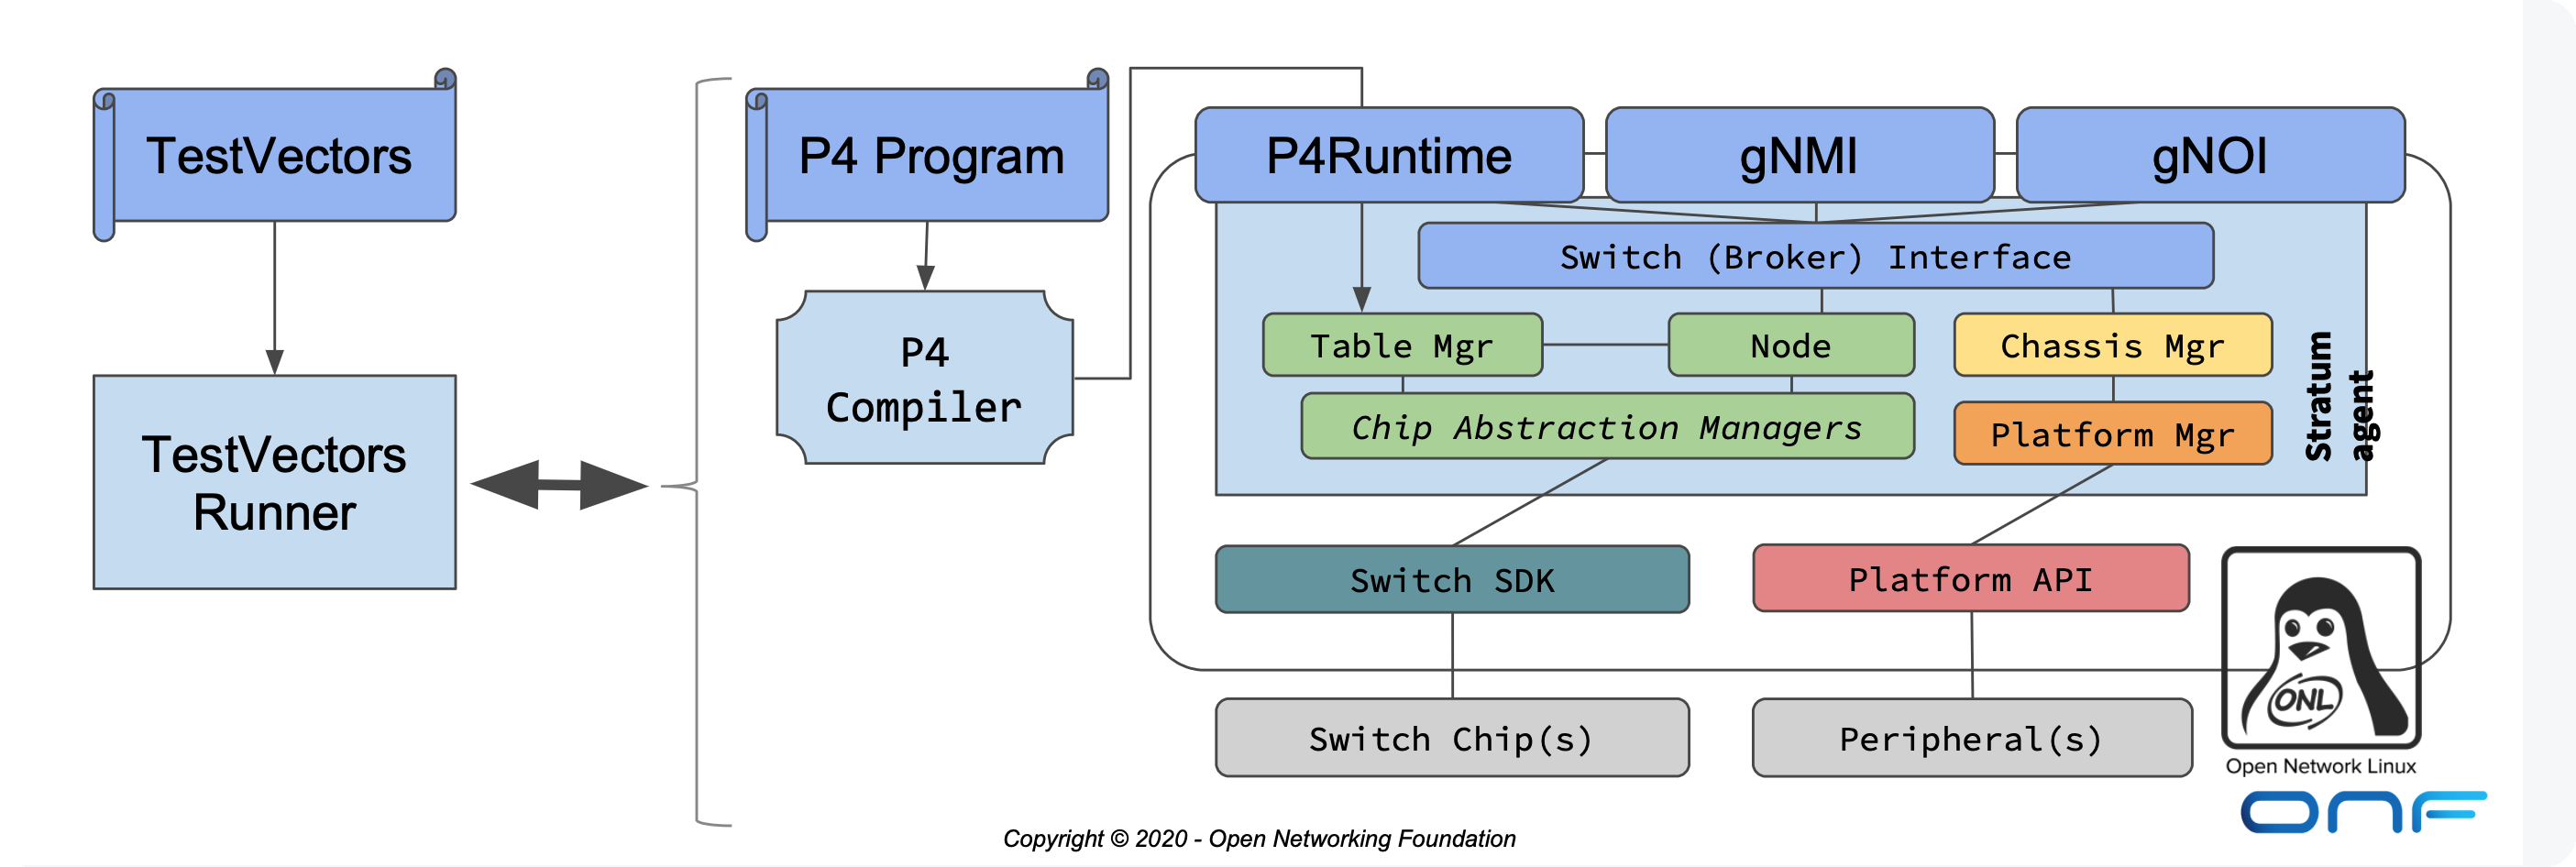 TestVectors
TestVectors
Runner
P4 Program
P4
Compiler
P4Runtime
gNMI
gNOI
Switch (Broker) Interface
Table Mgr
Node
Chassis Mgr
Chip Abstraction Managers
Platform Mgr
Stratum
agent
Switch SDK
Platform API
Switch Chip(s)
Peripheral(s)
ONL
Open Network Linux
ONF
Copyright © 2020 - Open Networking Foundation